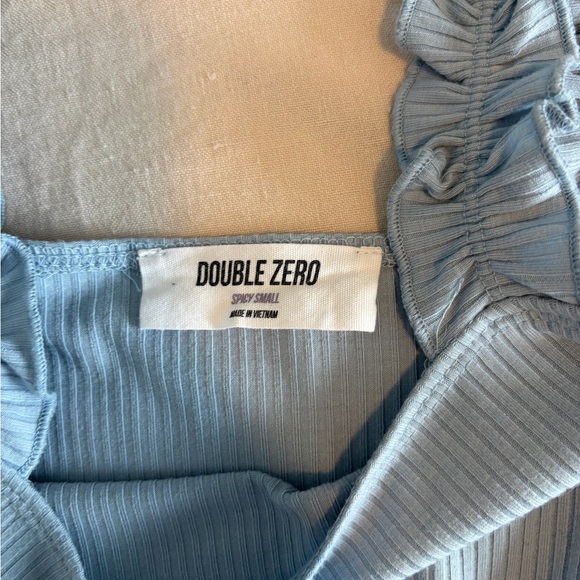 DOUBLE ZERO
SPICY SMALL
MADE IN VIETNAM